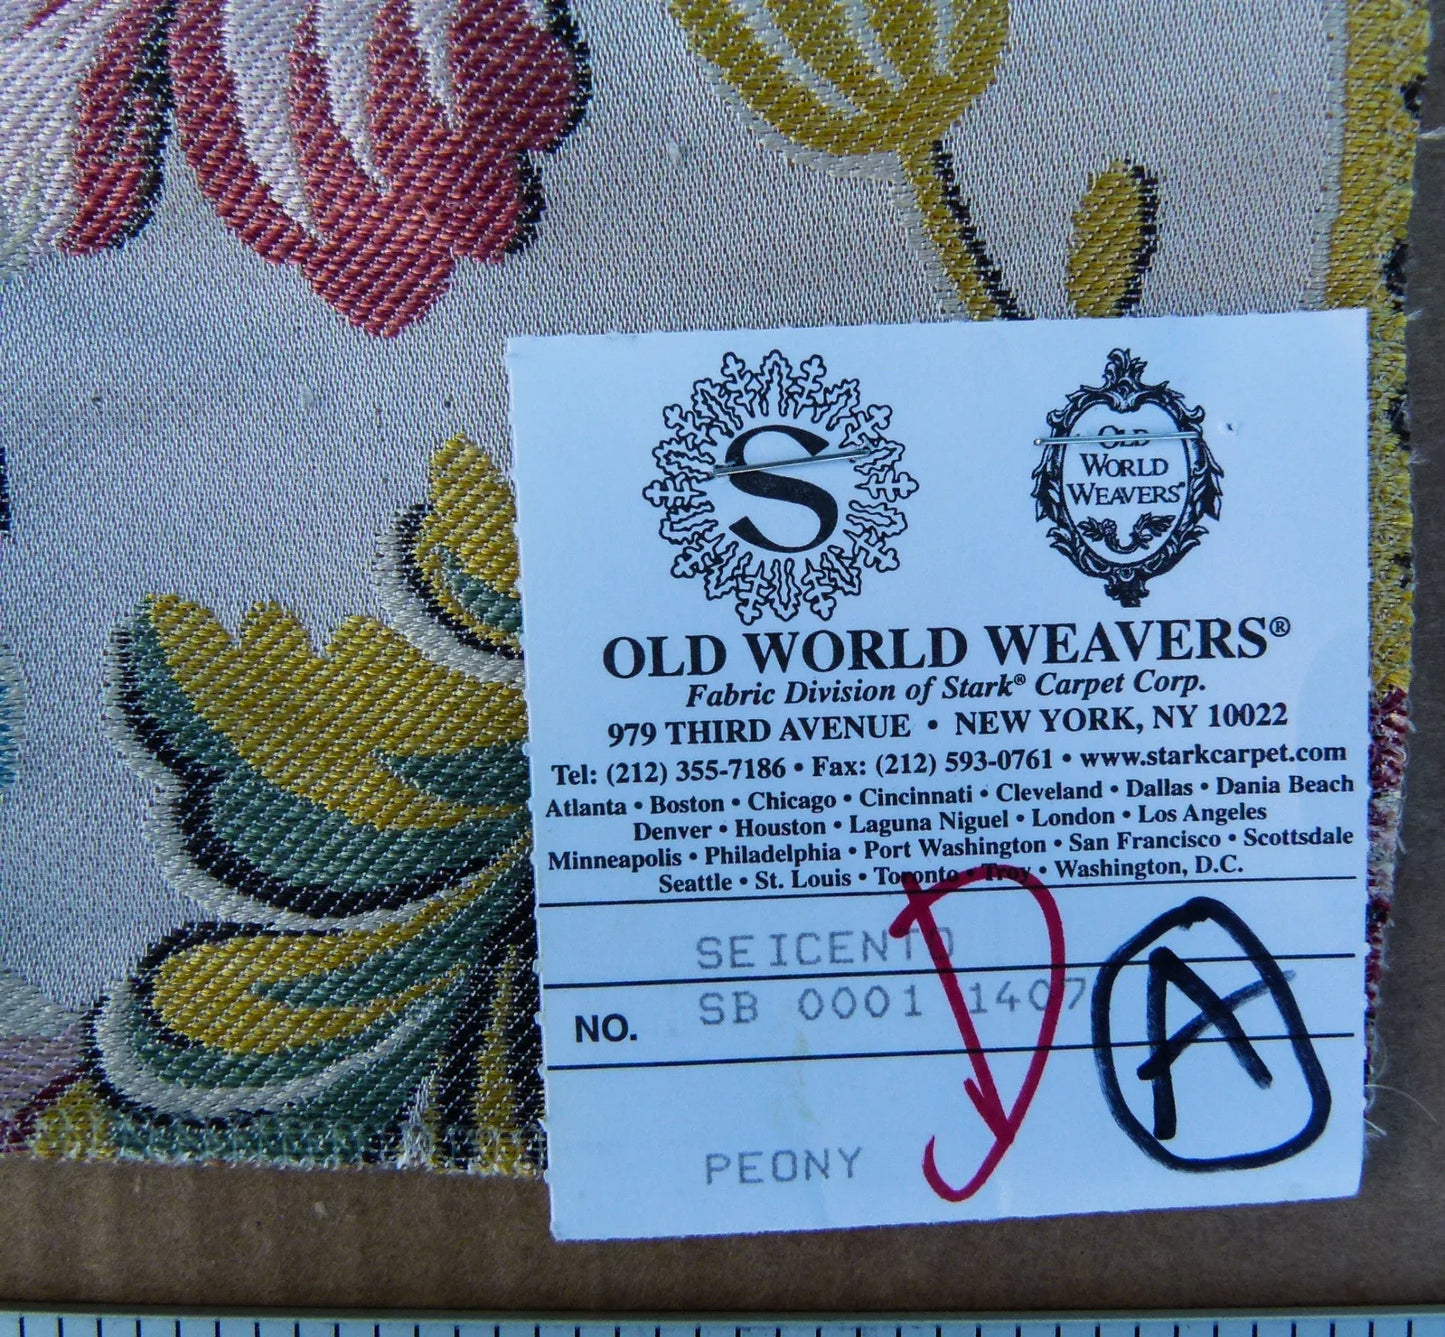 S
OLD
WORLD
WEAVERS
OLD WORLD WEAVERS®
Fabric Division of Stark® Carpet Corp.
979 THIRD AVENUE • NEW YORK, NY 10022
Tel: (212) 355-7186 • Fax: (212) 593-0761 • www.starkcarpet.com
Atlanta • Boston • Chicago • Cincinnati • Cleveland • Dallas • Dania Beach
Denver • Houston • Laguna Niguel • London • Los Angeles
Minneapolis • Philadelphia • Port Washington • San Francisco • Scottsdale
Seattle • St. Louis • Toronto • Troy • Washington, D.C.
SEICENTO
NO. SB 0001 1407
A
PEONY